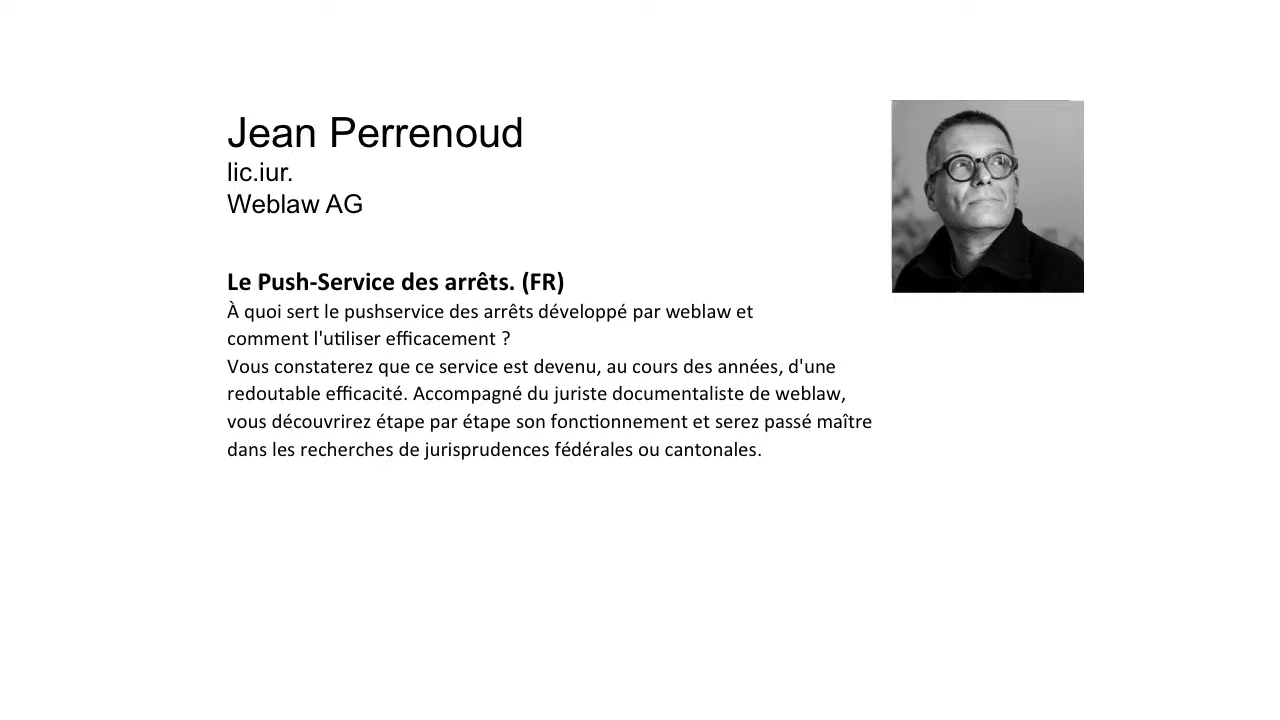 Jean Perrenoud
lic.iur.
Weblaw AG
Le Push-Service des arrêts. (FR)
À quoi sert le pushservice des arrêts développé par weblaw et
comment l'utiliser efficacement ?
Vous constaterez que ce service est devenu, au cours des années, d'une
redoutable efficacité. Accompagné du juriste documentaliste de weblaw,
vous découvrirez étape par étape son fonctionnement et serez passé maître
dans les recherches de jurisprudences fédérales ou cantonales.